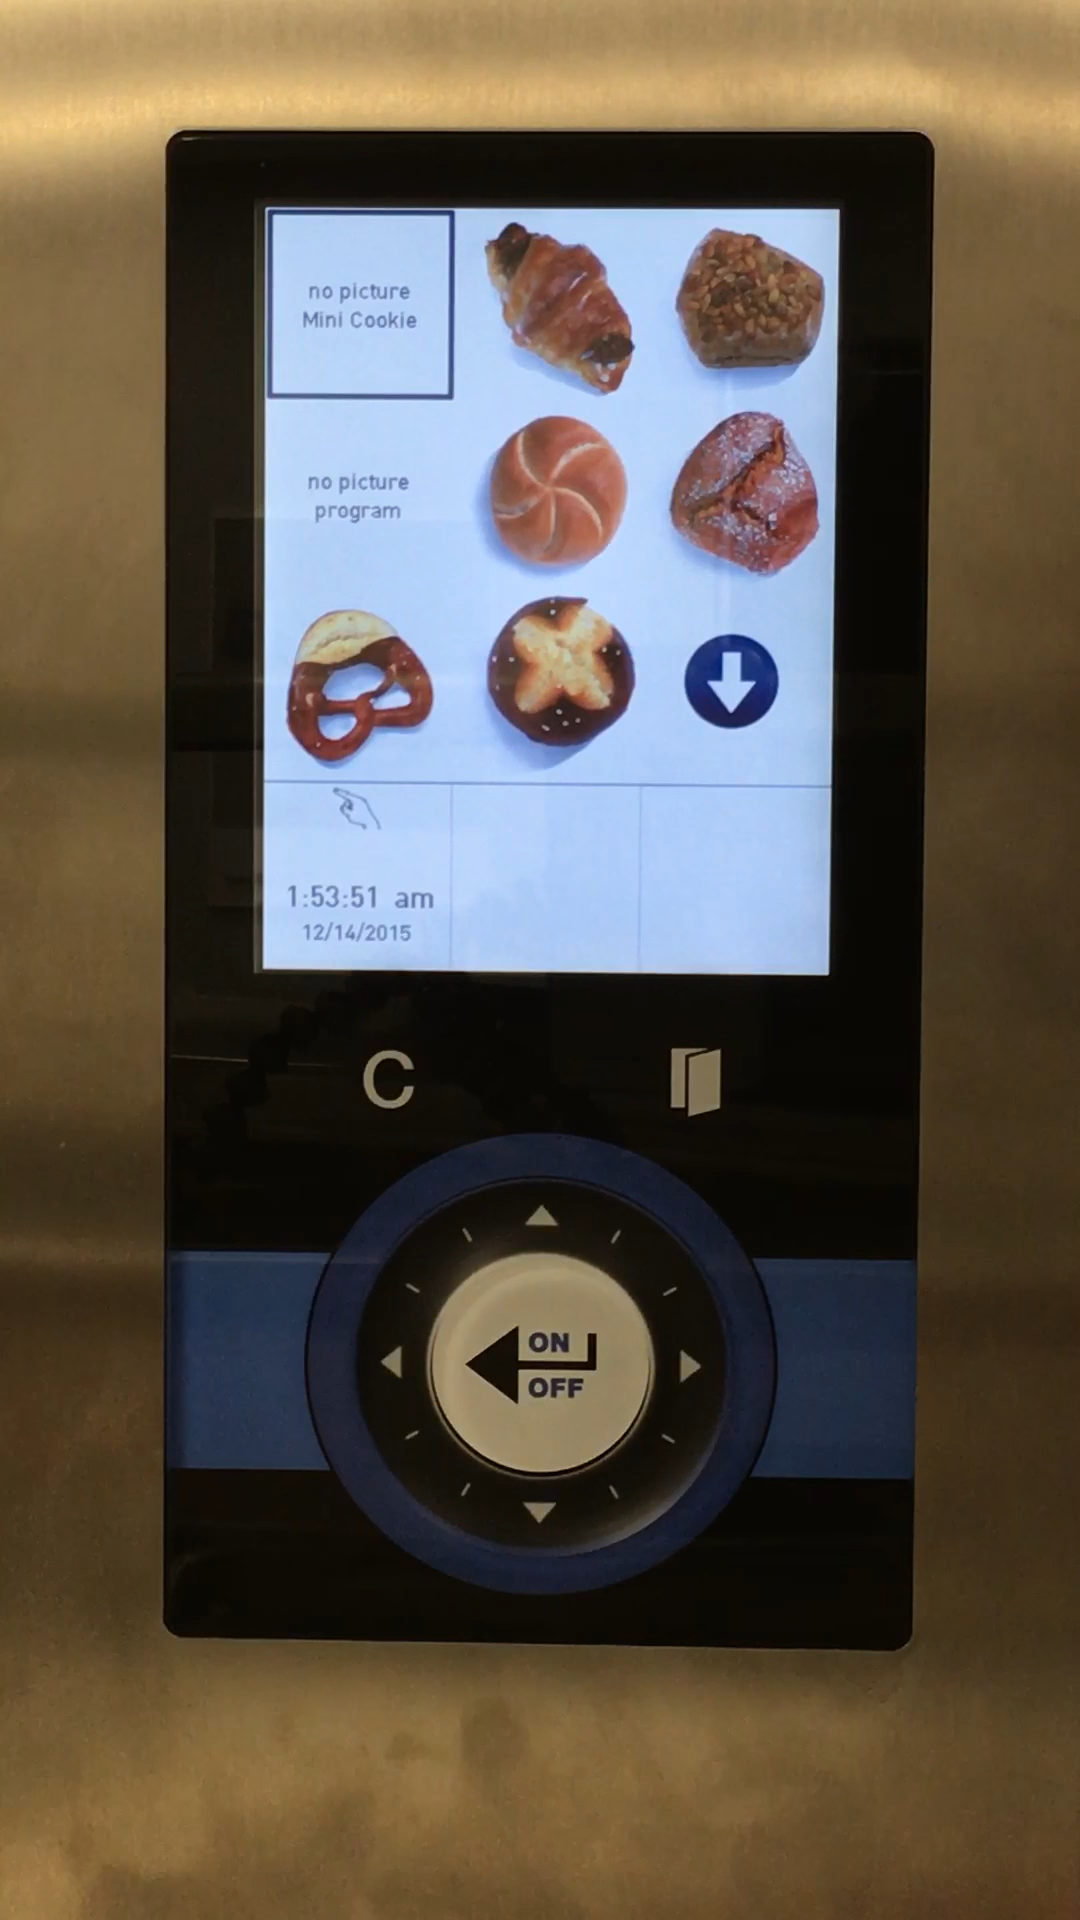 no picture
Mini Cookie
no picture
program
1:53:51 am
12/14/2015
C
ON
OFF